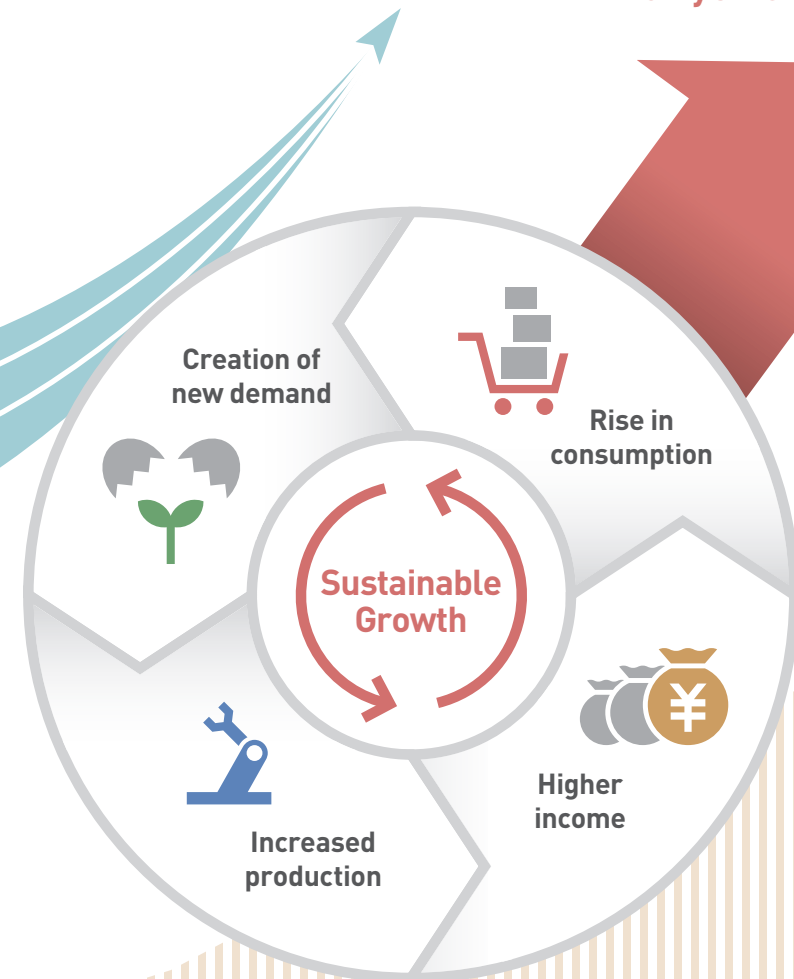 Creation of
new demand
Rise in
consumption
Sustainable
Growth
¥
Higher
income
Increased
production